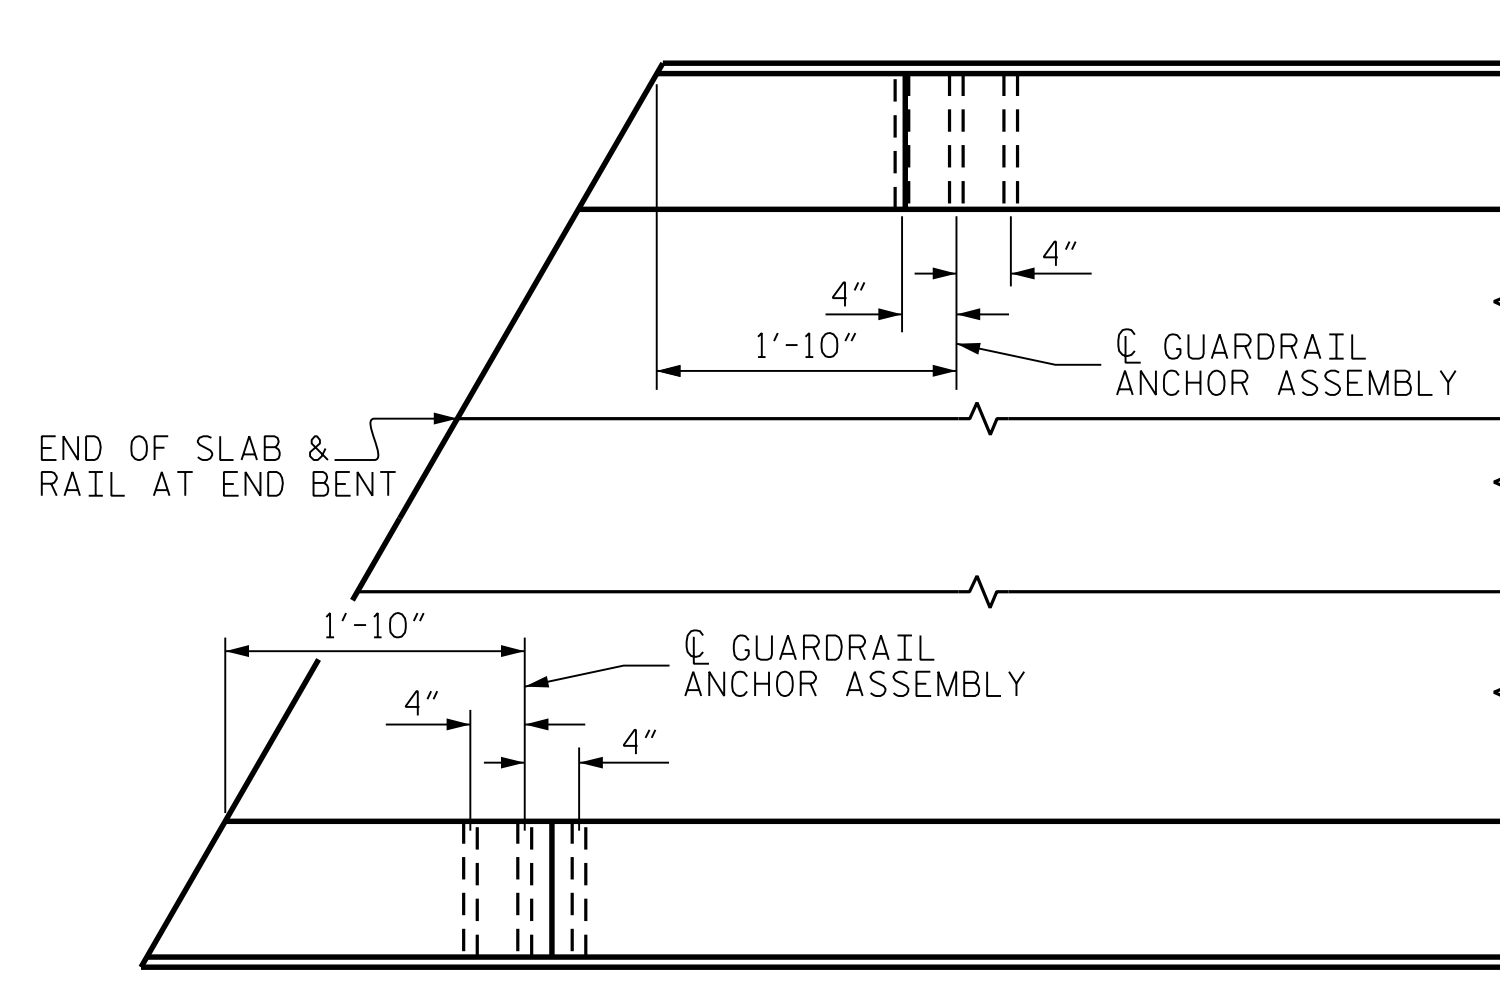 4"
4"
1'-10"
℄ GUARDRAIL
ANCHOR ASSEMBLY
END OF SLAB &
RAIL AT END BENT
1'-10"
℄ GUARDRAIL
ANCHOR ASSEMBLY
4"
4"